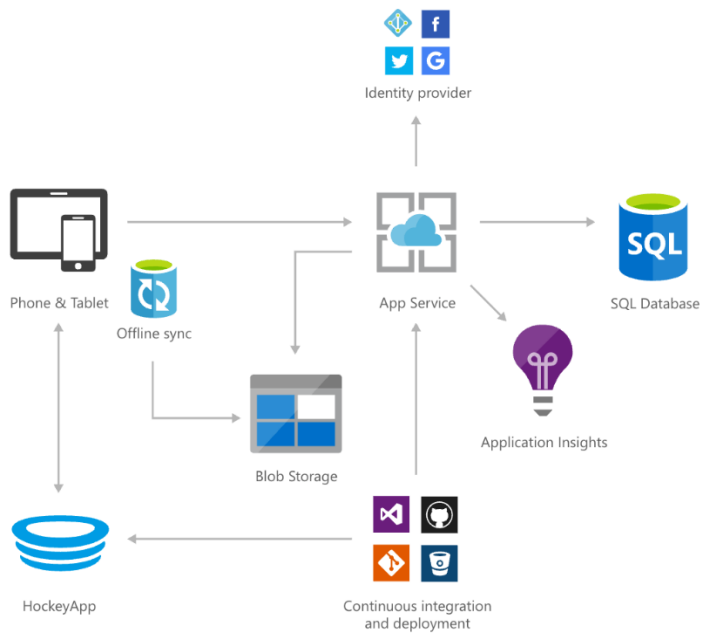 f
G
Identity provider
SQL
Phone & Tablet
App Service
SQL Database
Offline sync
Application Insights
Blob Storage
HockeyApp
Continuous integration
and deployment